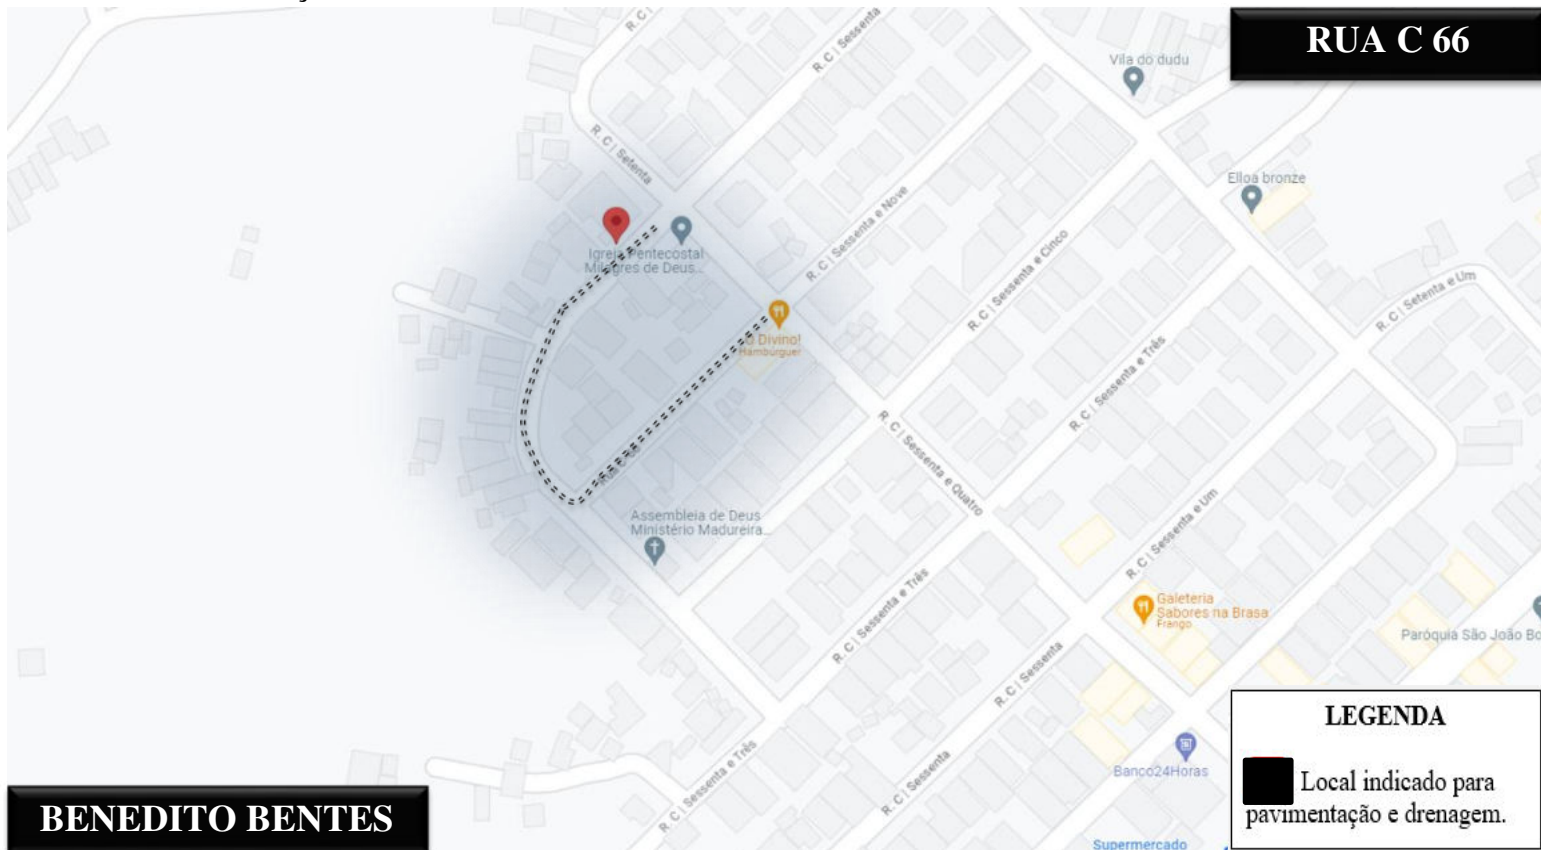 RUA C 66
R. C |
R. C | Sessenta
Vila do dudu
R. C | Setenta
Elloa bronze
R. C | Sessenta e Nove
Igreja Pentecostal
Milagres de Deus...
R. C | Sessenta e Cinco
R. C | Setenta e Um
O Divino!
Hambúrguer
R. C | Sessenta e Três
R. C | Sessenta e Quatro
Rua C 66
Assembleia de Deus
Ministério Madureira...
R. C | Sessenta e Um
R. C | Sessenta e Três
Galeteria
Sabores na Brasa
Frango
Paróquia São João Bo
R. C | Sessenta
R. C | Sessenta e Três
R. C | Sessenta
Banco24Horas
Supermercado
LEGENDA
Local indicado para
pavimentação e drenagem.
BENEDITO BENTES